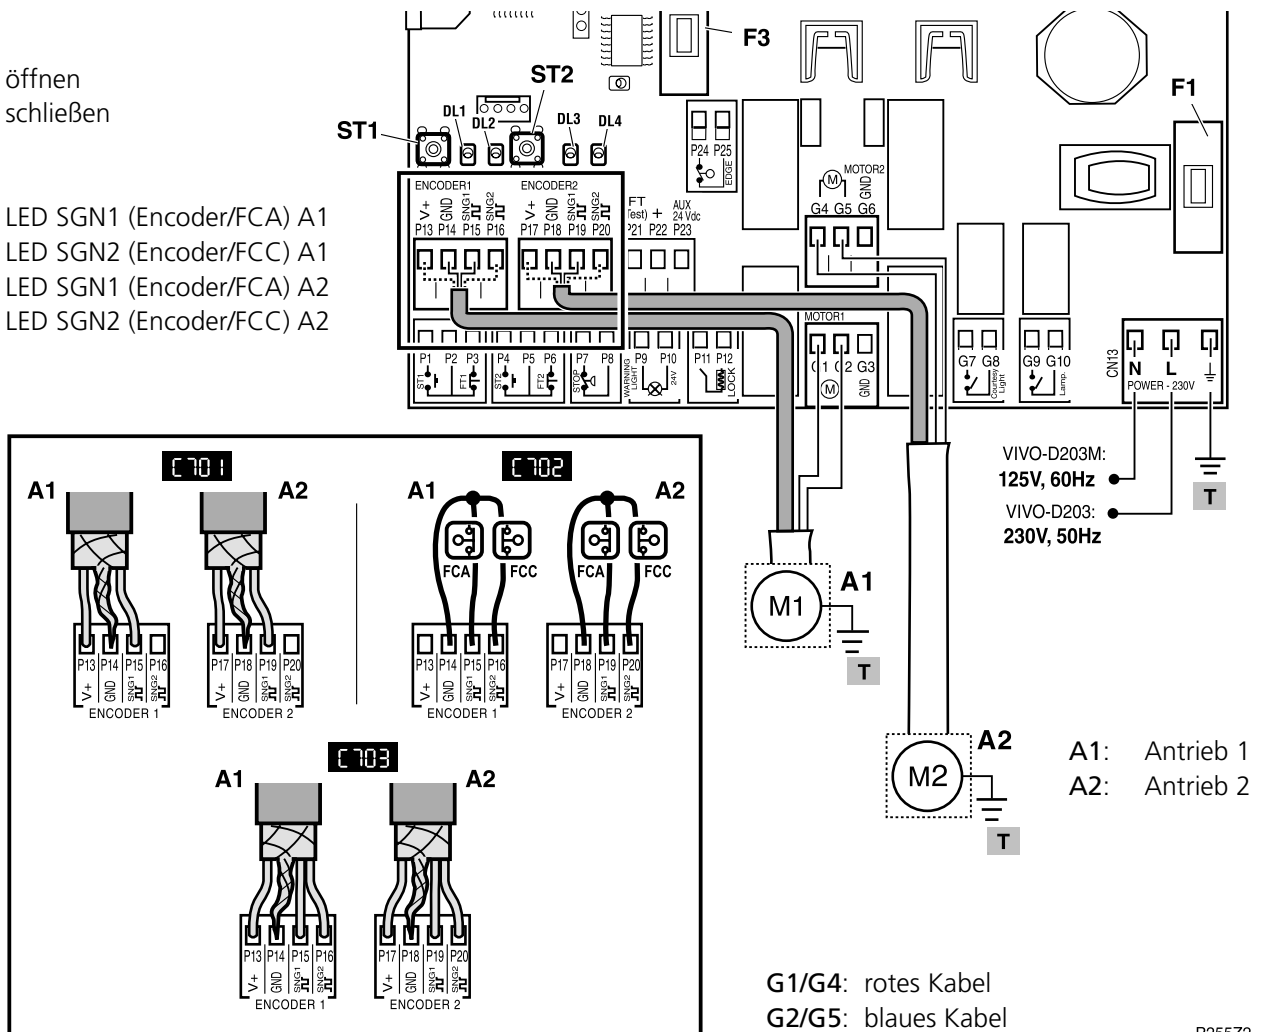 öffnen
schließen
LED SGN1 (Encoder/FCA) A1
LED SGN2 (Encoder/FCC) A1
LED SGN1 (Encoder/FCA) A2
LED SGN2 (Encoder/FCC) A2
F3
F1
ST2
ST1
DL1
DL2
DL3
DL4
P24 P25
EDGE
ENCODER1
V+ GND SNG1 SNG2
P13 P14 P15 P16
ENCODER2
V+ GND SNG1 SNG2
P17 P18 P19 P20
+ AUX
24 Vdc
P21 P22 P23
MOTOR2
M
GND
G4 G5 G6
MOTOR1
G1 G2 G3
M
GND
P1 P2 P3
ST1 FT1
P4 P5 P6
ST2 FT2
P7 P8
STOP
P9 P10
WARNING
LIGHT
24V
P11 P12
LOCK
G7 G8
Courtesy
Light
G9 G10
Lamp.
CN13
N L
POWER - 230V
VIVO-D203M:
125V, 60Hz
VIVO-D203:
230V, 50Hz
T
M1
A1
T
M2
A2
T
A1: Antrieb 1
A2: Antrieb 2
C701
A1 A2
P13 P14 P15 P16
V+ GND SNG1 SNG2
ENCODER 1
P17 P18 P19 P20
V+ GND SNG1 SNG2
ENCODER 2
C702
A1 A2
FCA FCC
FCA FCC
P13 P14 P15 P16
V+ GND SNG1 SNG2
ENCODER 1
P17 P18 P19 P20
V+ GND SNG1 SNG2
ENCODER 2
C703
A1 A2
P13 P14 P15 P16
V+ GND SNG1 SNG2
ENCODER 1
P17 P18 P19 P20
V+ GND SNG1 SNG2
ENCODER 2
G1/G4: rotes Kabel
G2/G5: blaues Kabel